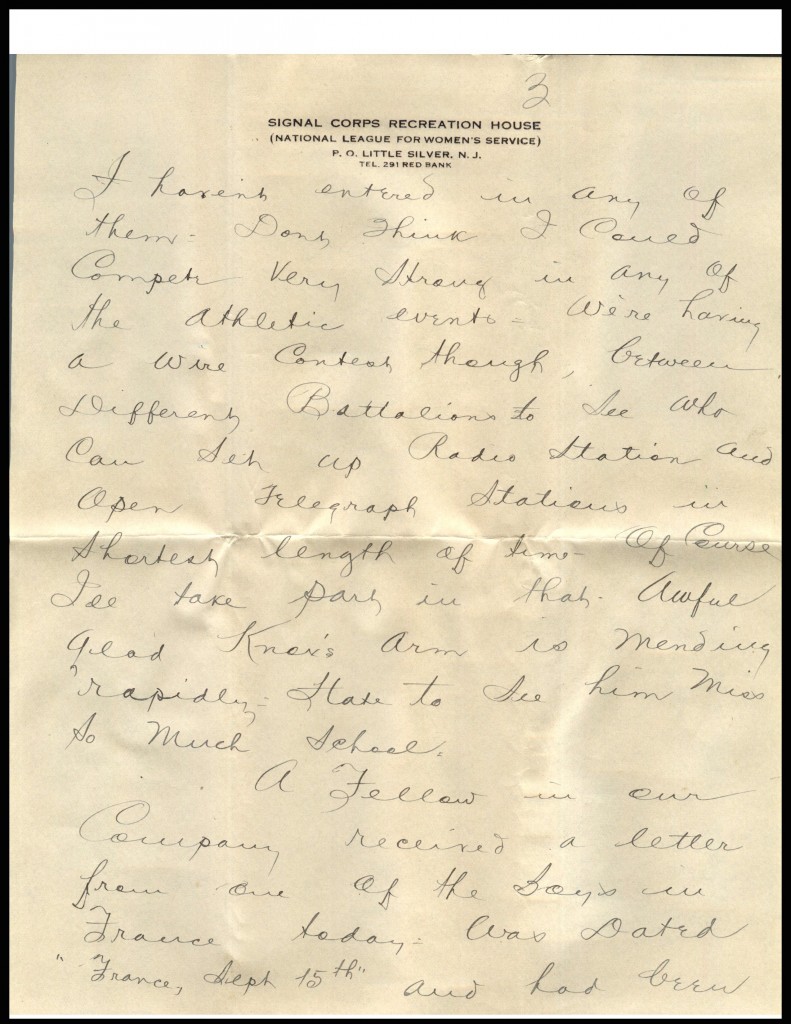 3
SIGNAL CORPS RECREATION HOUSE
(NATIONAL LEAGUE FOR WOMEN'S SERVICE)
P. O. LITTLE SILVER, N. J.
TEL. 291 RED BANK
I havent entered in any of
them - Dont Think I Could
Compete Very Strong in any of
the athletic events - We're having
a Wire Contest though, between
Different Battalions to See Who
Can Set up Radio Station and
Open Telegraph Stations in
Shortest length of time - Of Course
I'll take part in that - Awful
glad Knox's Arm is Mending
rapidly - Hate to See him Miss
So Much School.
A Fellow in our
Company received a letter
from one of the Boys in
France today - Was Dated
"France, Sept 15th" and had been